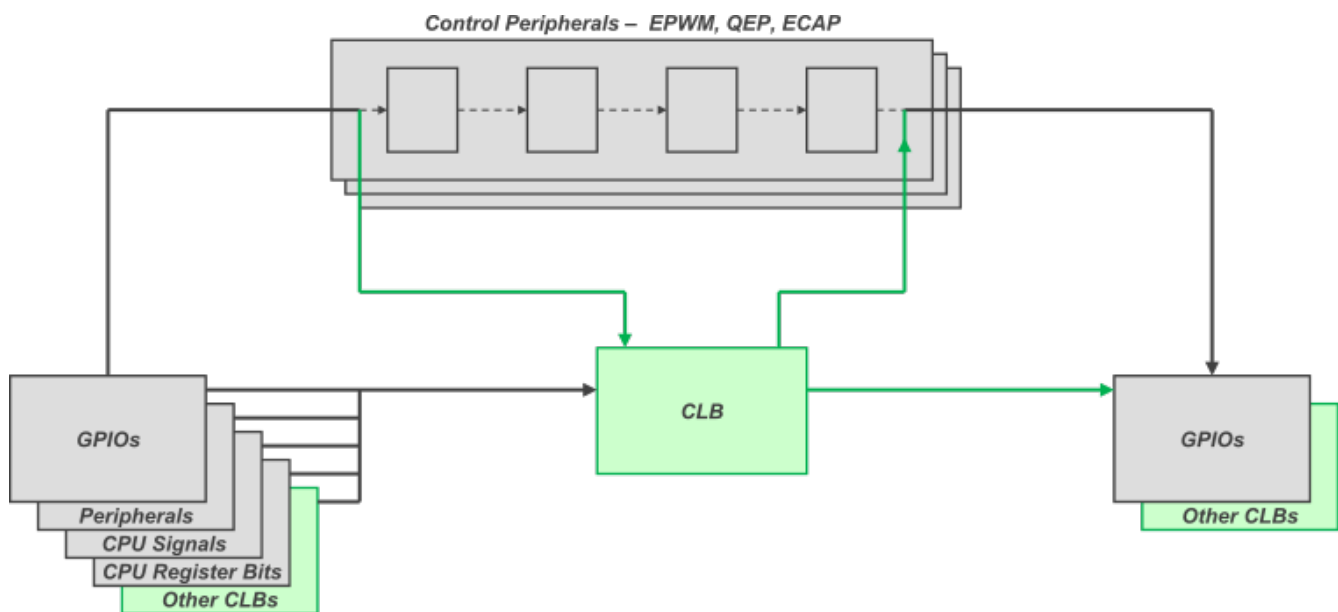 Control Peripherals – EPWM, QEP, ECAP
GPIOs
Peripherals
CPU Signals
CPU Register Bits
Other CLBs
CLB
GPIOs
Other CLBs